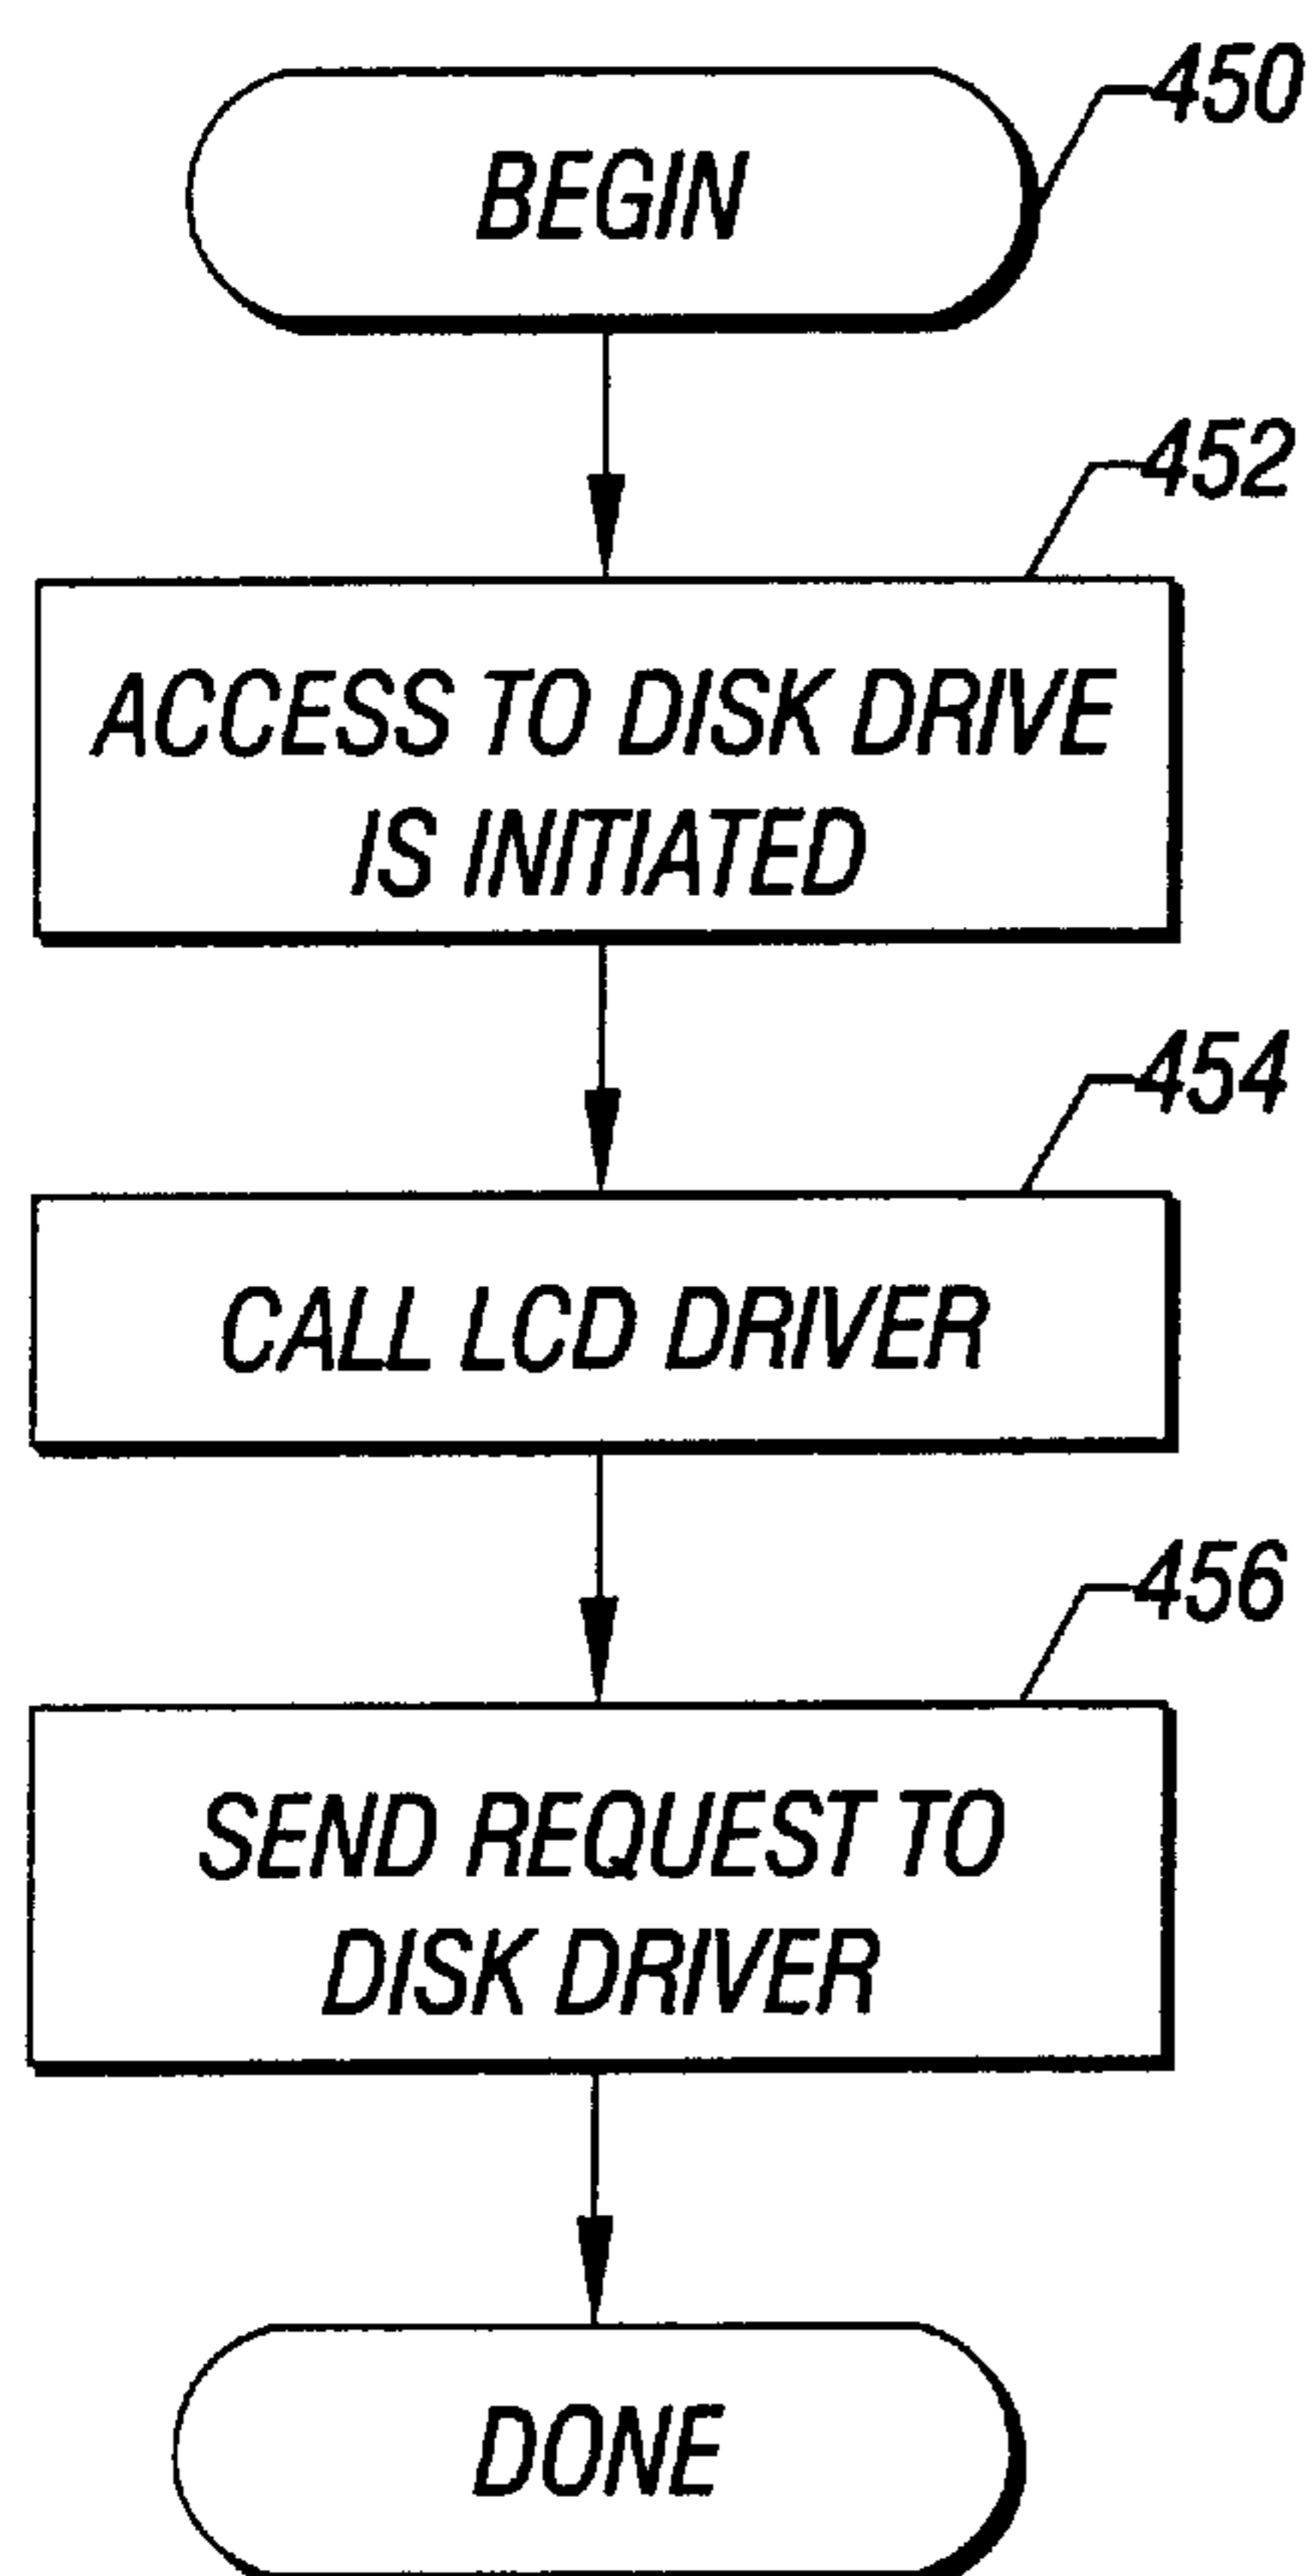 450
BEGIN
452
ACCESS TO DISK DRIVE
IS INITIATED
454
CALL LCD DRIVER
456
SEND REQUEST TO
DISK DRIVER
DONE